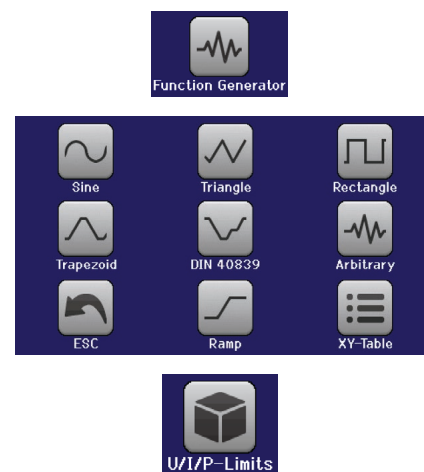 Function Generator
Sine Triangle Rectangle
Trapezoid DIN 40839 Arbitrary
ESC Ramp XY-Table
U/I/P-Limits